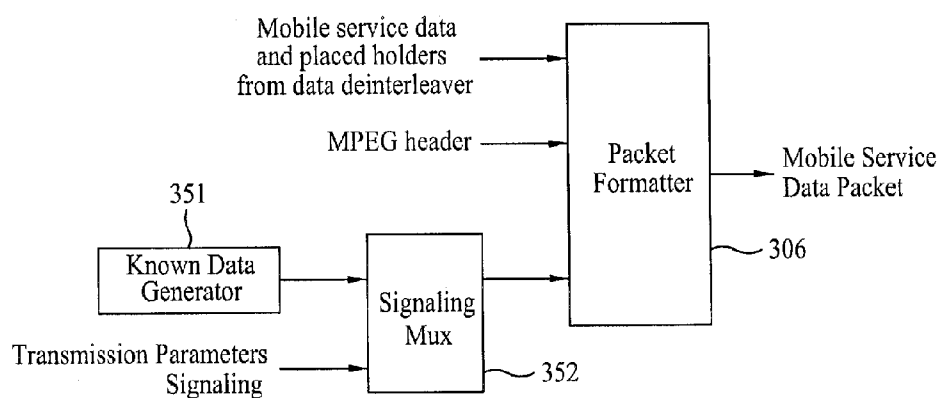 Mobile service data
and placed holders
from data deinterleaver
MPEG header
Packet
Formatter
Mobile Service
Data Packet
306
351
Known Data
Generator
Signaling
Mux
352
Transmission Parameters
Signaling